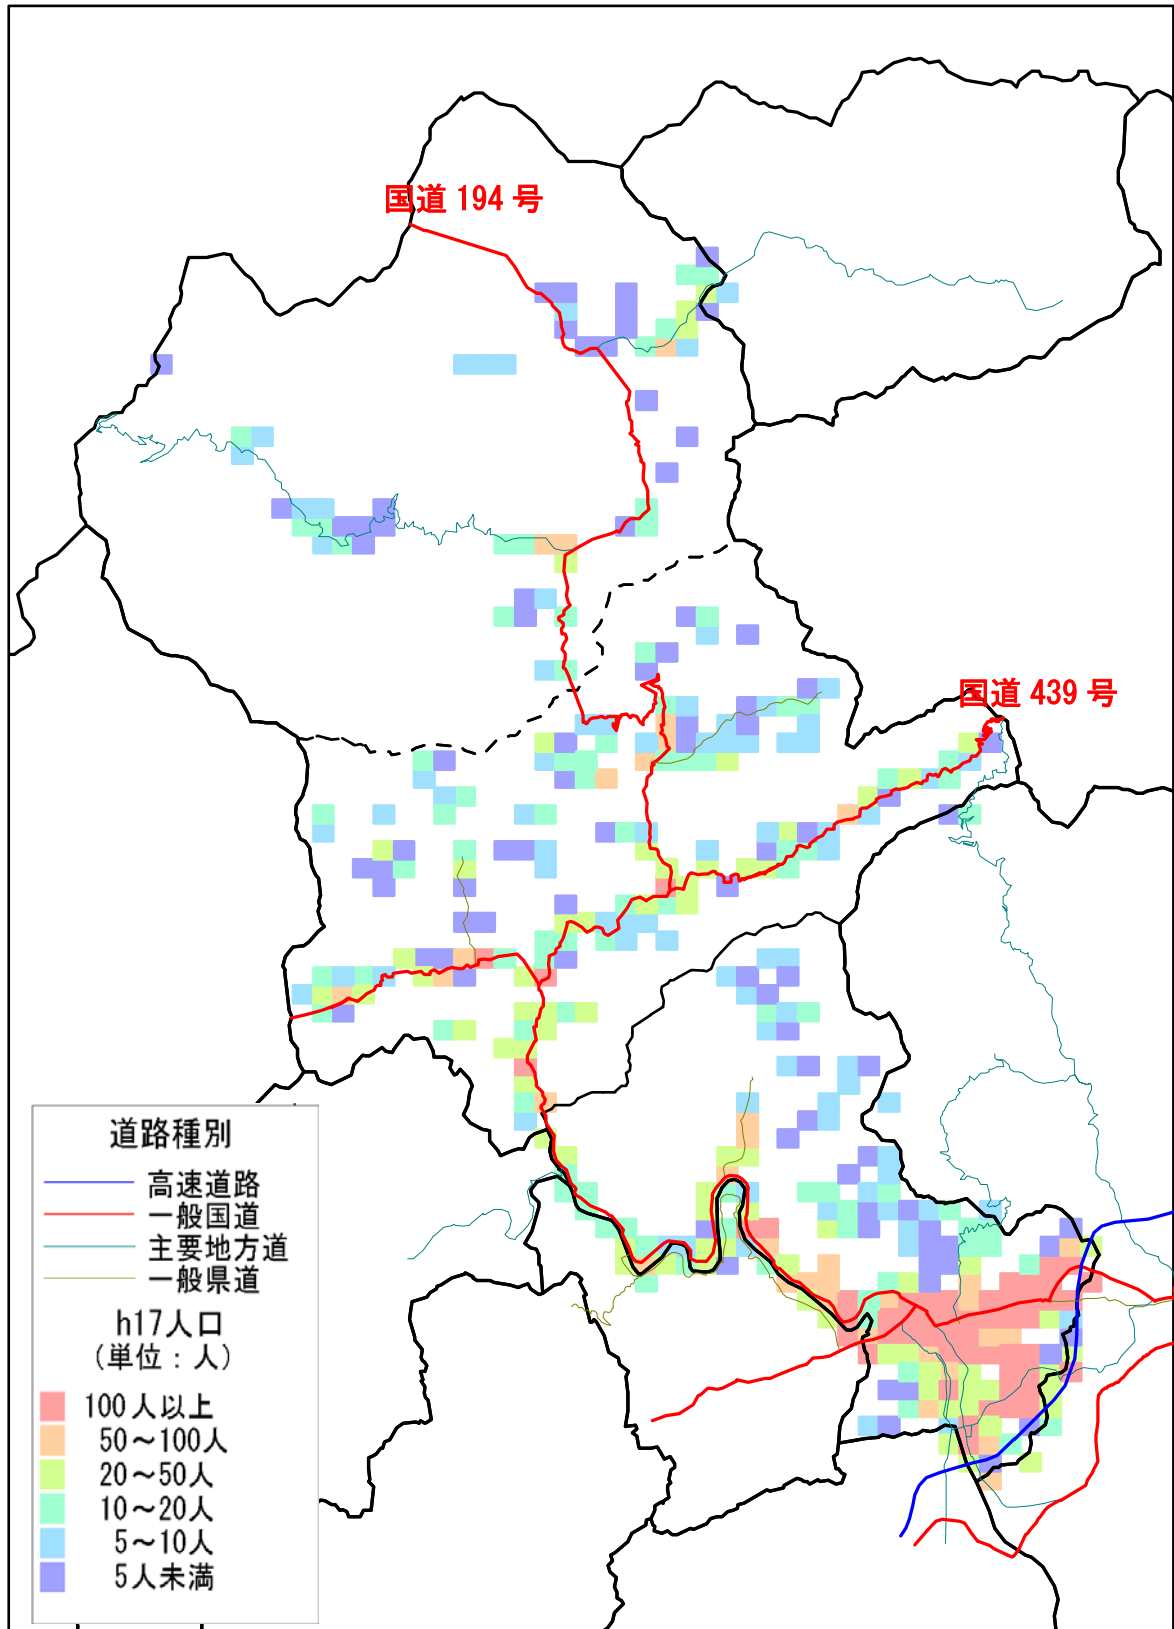 国道 194 号
国道 439 号
道路種別
高速道路
一般国道
主要地方道
一般県道
h17人口
(単位：人)
100人以上
50～100人
20～50人
10～20人
5～10人
5人未満